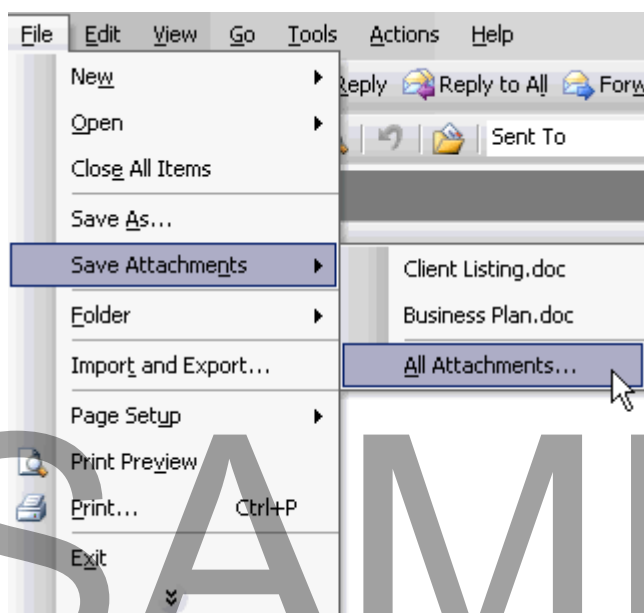 File Edit View Go Tools Actions Help
New
Reply Reply to All
Open
Sent To
Close All Items
Save As...
Save Attachments
Client Listing.doc
Folder
Business Plan.doc
Import and Export...
All Attachments...
Page Setup
Print Preview
Print... Ctrl+P
Exit